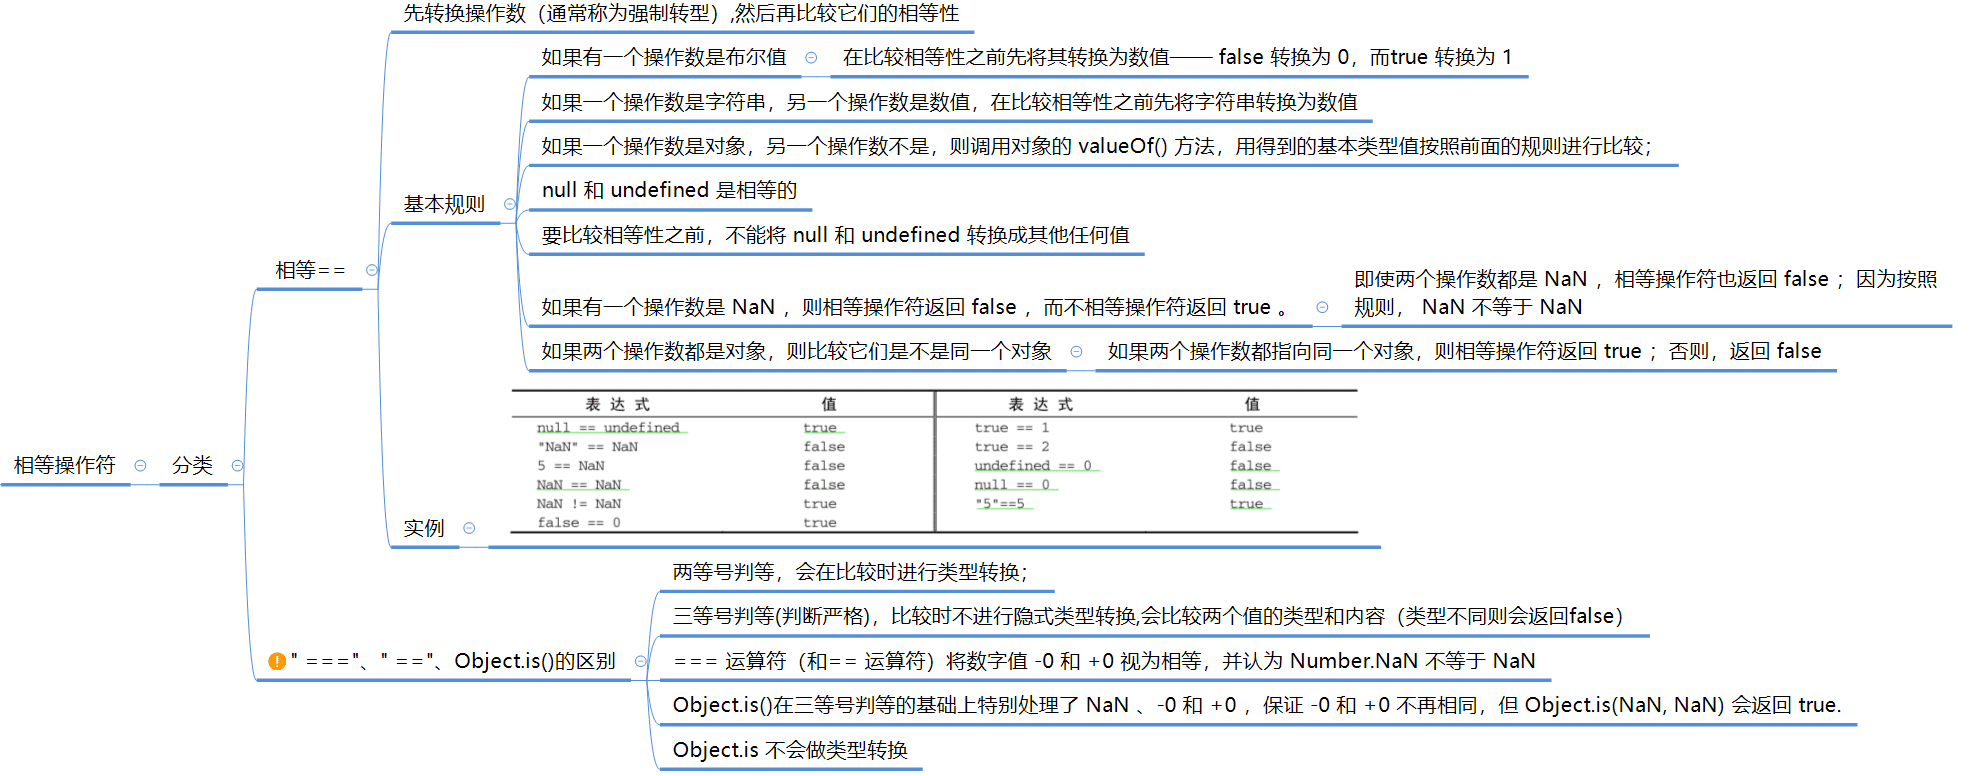 先转换操作数（通常称为强制转型）,然后再比较它们的相等性
如果有一个操作数是布尔值
在比较相等性之前先将其转换为数值—— false 转换为 0，而true 转换为 1
如果一个操作数是字符串，另一个操作数是数值，在比较相等性之前先将字符串转换为数值
如果一个操作数是对象，另一个操作数不是，则调用对象的 valueOf() 方法，用得到的基本类型值按照前面的规则进行比较；
null 和 undefined 是相等的
基本规则
要比较相等性之前，不能将 null 和 undefined 转换成其他任何值
相等==
如果有一个操作数是 NaN ，则相等操作符返回 false ，而不相等操作符返回 true 。
即使两个操作数都是 NaN ，相等操作符也返回 false ；因为按照
规则， NaN 不等于 NaN
如果两个操作数都是对象，则比较它们是不是同一个对象
如果两个操作数都指向同一个对象，则相等操作符返回 true ；否则，返回 false
表 达 式 值 表 达 式 值
null == undefined true true == 1 true
"NaN" == NaN false true == 2 false
5 == NaN false undefined == 0 false
NaN == NaN false null == 0 false
NaN != NaN true "5"==5 true
false == 0 true
相等操作符
分类
实例
两等号判等，会在比较时进行类型转换；
三等号判等(判断严格)，比较时不进行隐式类型转换,会比较两个值的类型和内容（类型不同则会返回false）
" ==="、" =="、Object.is()的区别
=== 运算符（和== 运算符）将数字值 -0 和 +0 视为相等，并认为 Number.NaN 不等于 NaN
Object.is()在三等号判等的基础上特别处理了 NaN 、-0 和 +0 ，保证 -0 和 +0 不再相同，但 Object.is(NaN, NaN) 会返回 true.
Object.is 不会做类型转换